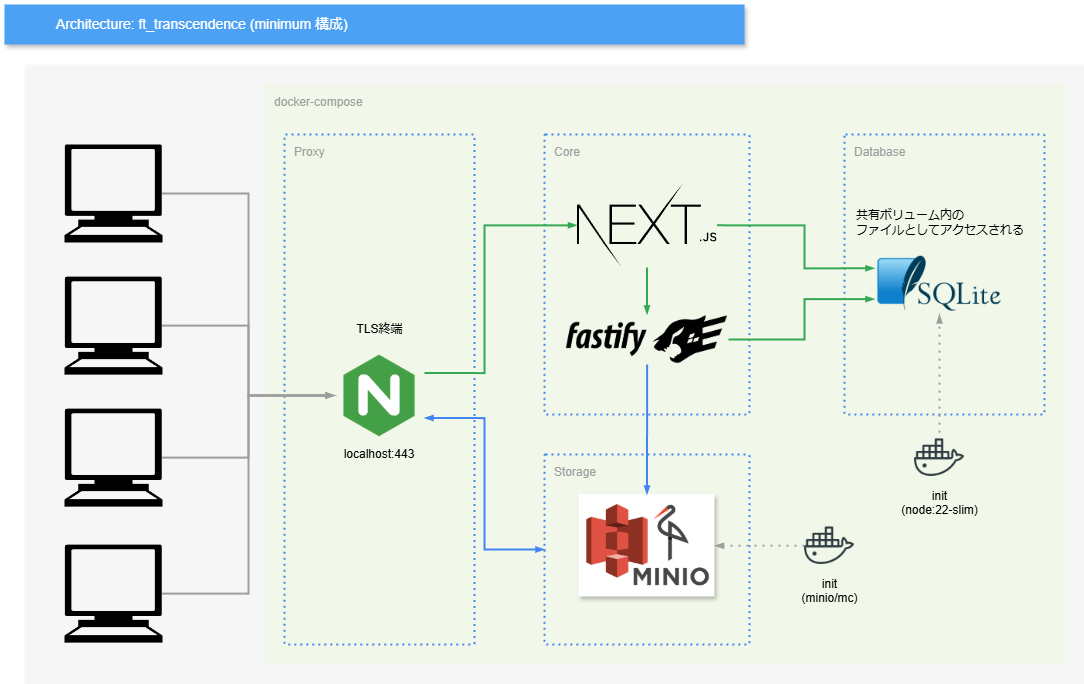 Architecture: ft_transcendence (minimum 構成)
docker-compose
Proxy
Core
Database
NEXT.JS
共有ボリューム内の
ファイルとしてアクセスされる
SQLite
TLS終端
fastify
N
localhost:443
Storage
MINIO
init
(node:22-slim)
init
(minio/mc)